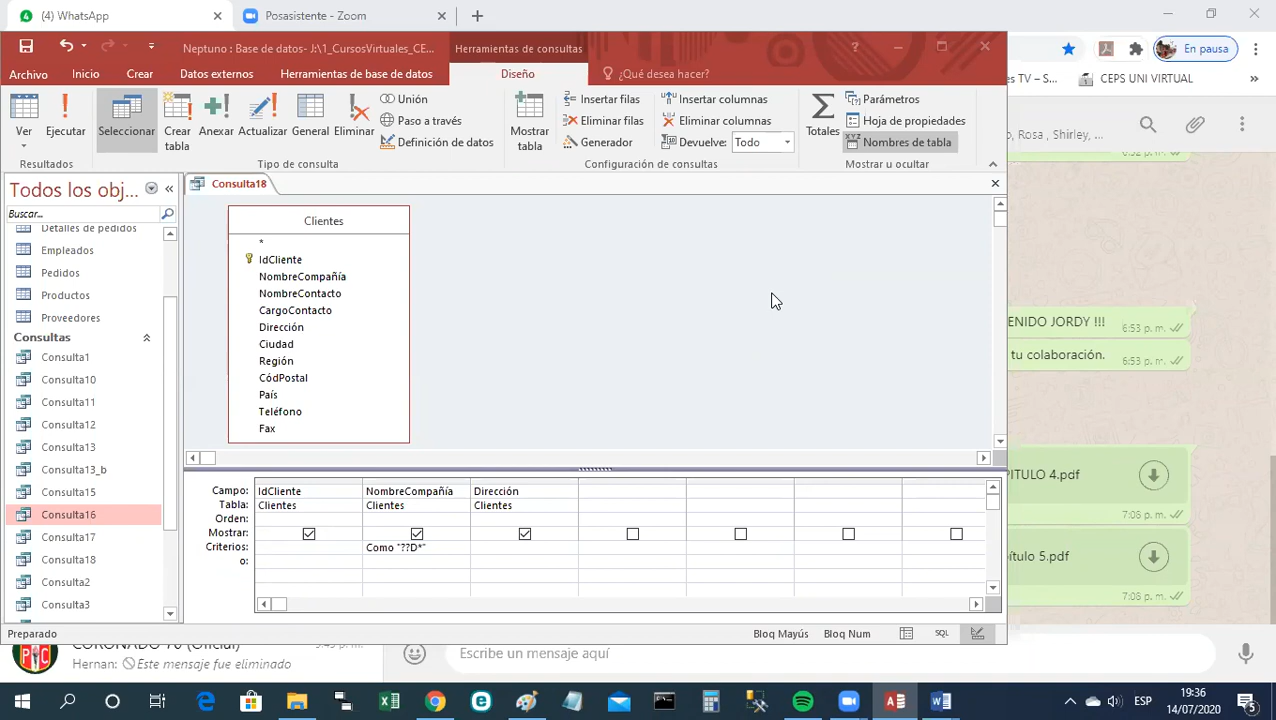 (4) WhatsApp
Posasistente - Zoom
Neptuno : Base de datos- J:\1_CursosVirtuales_CE...
Herramientas de consultas
En pausa
Archivo
Inicio
Crear
Datos externos
Herramientas de base de datos
Diseño
¿Qué desea hacer?
es TV – S...
CEPS UNI VIRTUAL
Ver
Ejecutar
Seleccionar
Crear tabla
Anexar
Actualizar
General
Eliminar
Unión
Paso a través
Definición de datos
Mostrar tabla
Insertar filas
Eliminar filas
Generador
Insertar columnas
Eliminar columnas
Devuelve: Todo
Totales
Parámetros
Hoja de propiedades
Nombres de tabla
o, Rosa , Shirley, ...
Resultados
Tipo de consulta
Configuración de consultas
Mostrar u ocultar
Todos los obj...
Buscar...
Detalles de pedidos
Empleados
Pedidos
Productos
Proveedores
Consultas
Consulta1
Consulta10
Consulta11
Consulta12
Consulta13
Consulta13_b
Consulta15
Consulta16
Consulta17
Consulta18
Consulta2
Consulta3
Consulta18
Clientes
*
IdCliente
NombreCompañía
NombreContacto
CargoContacto
Dirección
Ciudad
Región
CódPostal
País
Teléfono
Fax
Campo: IdCliente NombreCompañía Dirección
Tabla: Clientes Clientes Clientes
Orden:
Mostrar:
Criterios: Como "??D*"
o:
ENIDO JORDY !!! 6:53 p. m.
tu colaboración. 6:53 p. m.
PITULO 4.pdf
7:08 p. m.
pítulo 5.pdf
7:08 p. m.
Preparado
Bloq Mayús
Bloq Num
SQL
Hernan: Este mensaje fue eliminado
Escribe un mensaje aquí
ESP
19:36
14/07/2020
5